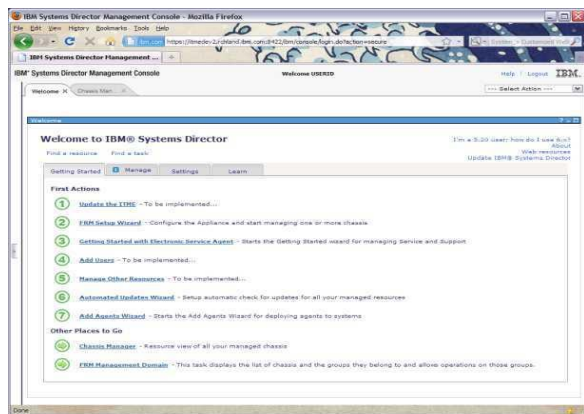 IBM Systems Director Management Console - Mozilla Firefox
File Edit View History Bookmarks Tools Help
ibm.com
IBM Systems Director Management ...
IBM® Systems Director Management Console
Welcome USERID
Help | Logout
IBM.
Welcome X Chassis Man... X
--- Select Action ---
Welcome
Welcome to IBM® Systems Director
I'm a 5.20 user; how do I use 6.x?
About
Web resources
Update IBM® Systems Director
Find a resource Find a task
Getting Started Manage Settings Learn
First Actions
1 Update the ITME - To be implemented...
2 FRM Setup Wizard - Configure the Appliance and start managing one or more chassis
3 Getting Started with Electronic Service Agent - Starts the Getting Started wizard for managing Service and Support
4 Add Users - To be implemented...
5 Manage Other Resources - To be implemented...
6 Automated Updates Wizard - Setup automatic check for updates for all your managed resources
7 Add Agents Wizard - Starts the Add Agents Wizard for deploying agents to systems
Other Places to Go
Chassis Manager - Resource view of all your managed chassis
FRM Management Domain - This task displays the list of chassis and the groups they belong to and allows operations on those groups.
Done